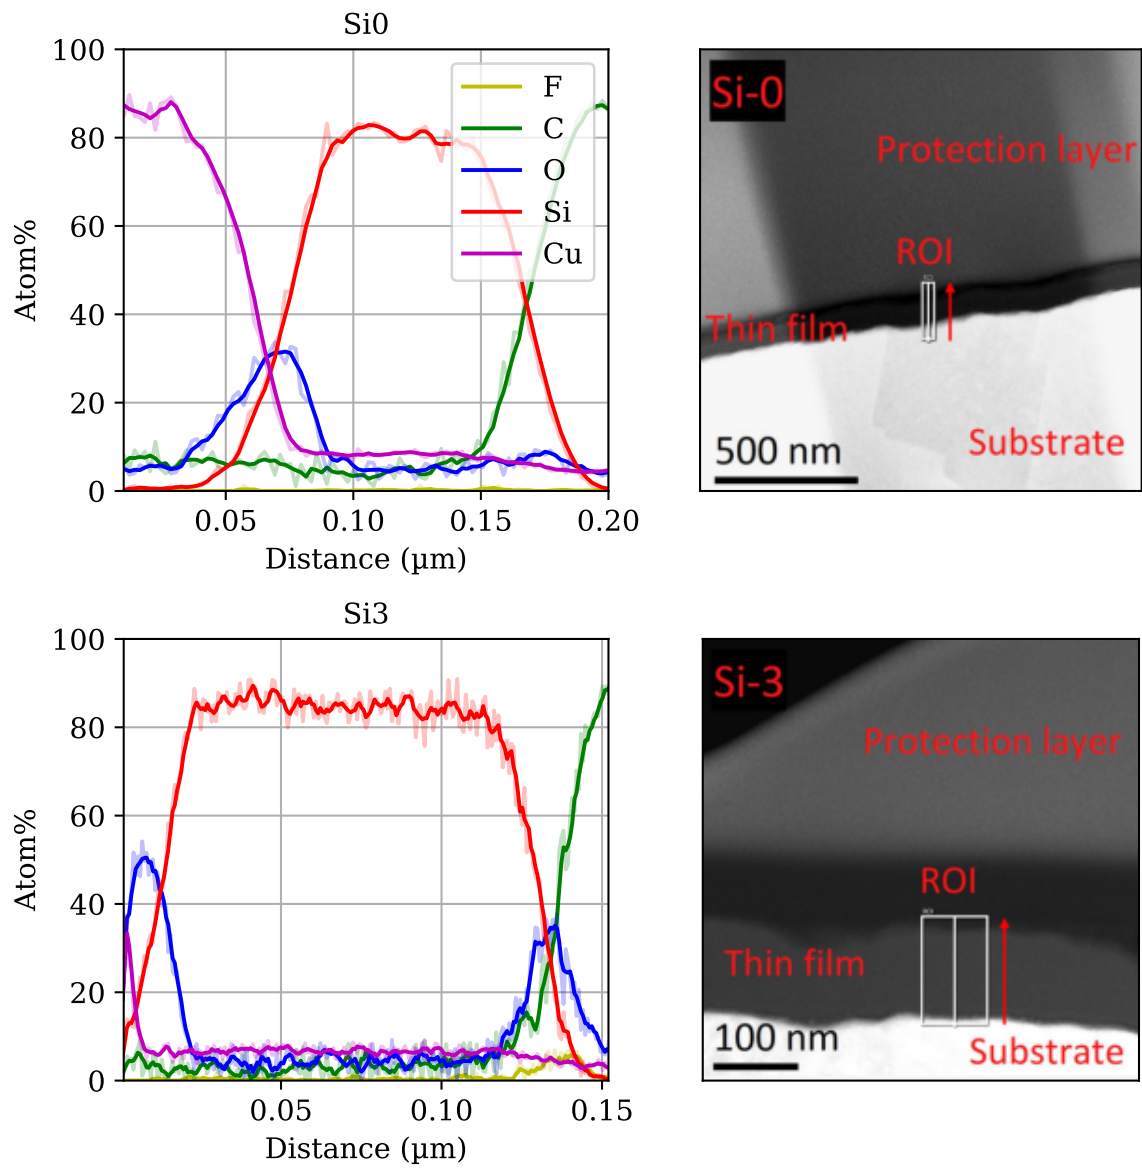 Si0
100
80
60
40
20
0
Atom%
F
C
O
Si
Cu
0.05
0.10
0.15
0.20
Distance (μm)
Si-0
Protection layer
ROI
Thin film
500 nm
Substrate
Si3
100
80
60
40
20
0
Atom%
0.05
0.10
0.15
Distance (μm)
Si-3
Protection layer
ROI
Thin film
100 nm
Substrate